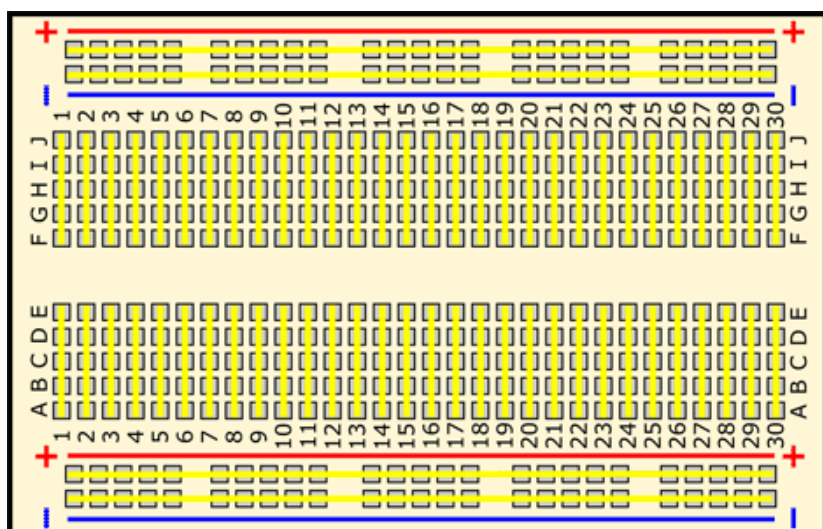 + +
- -
1 2 3 4 5 6 7 8 9 10 11 12 13 14 15 16 17 18 19 20 21 22 23 24 25 26 27 28 29 30
J J
I I
H H
G G
F F
E E
D D
C C
B B
A A
1 2 3 4 5 6 7 8 9 10 11 12 13 14 15 16 17 18 19 20 21 22 23 24 25 26 27 28 29 30
+ +
- -